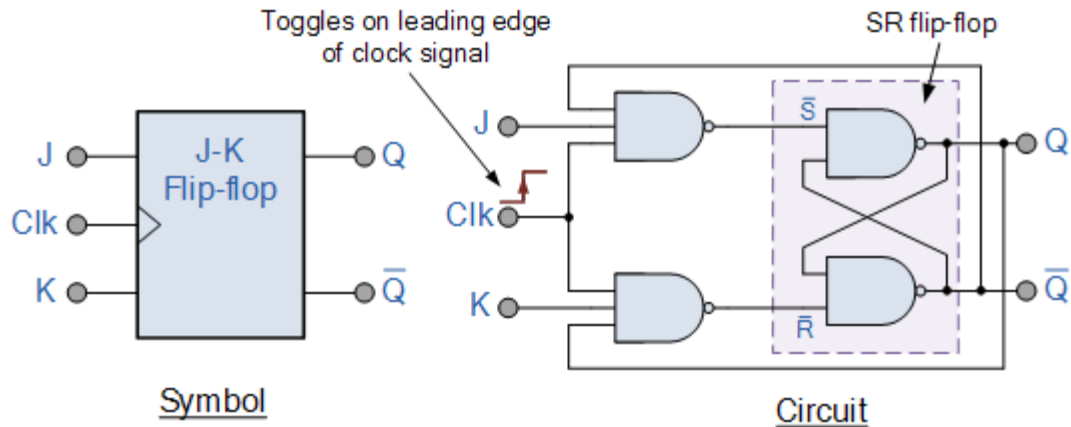 Toggles on leading edge
of clock signal
SR flip-flop
J
Clk
K
J-K
Flip-flop
Q
Q̅
J
Clk
K
S̅
R̅
Q
Q̅
Symbol
Circuit